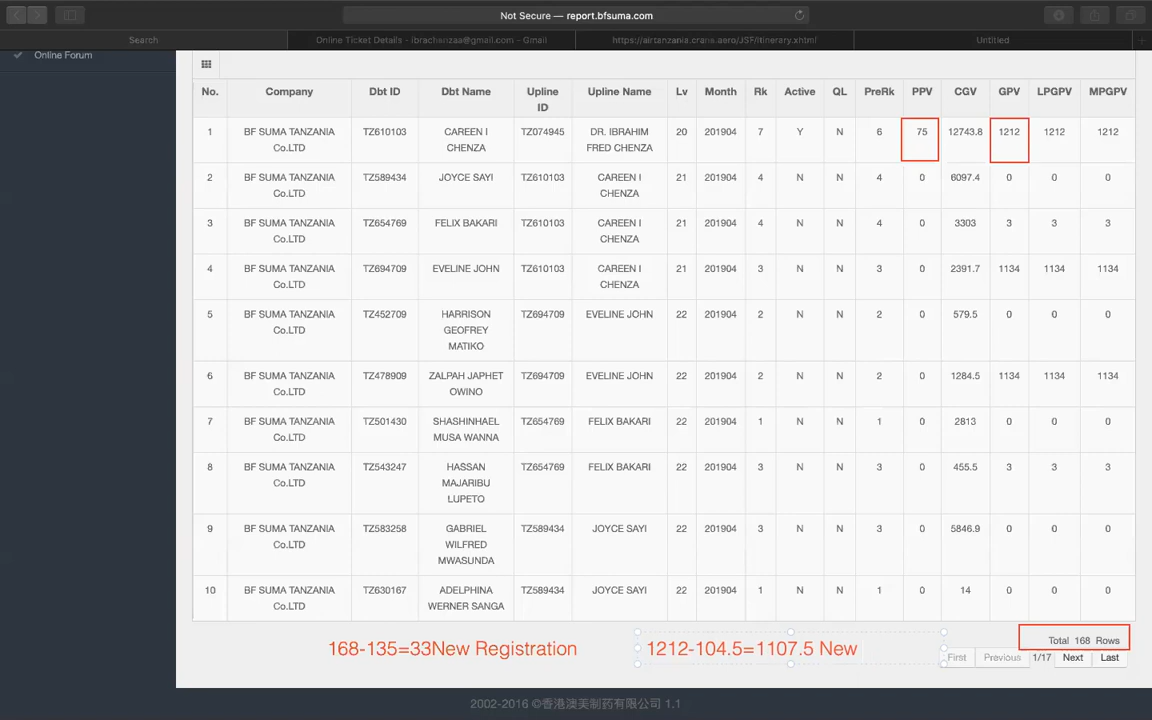 Not Secure — report.bfsuma.com
Search
Online Ticket Details - ibrachenzaa@gmail.com - Gmail
https://airtanzania.crane.aero/JSF/Itinerary.xhtml
Untitled
Online Forum
No. Company Dbt ID Dbt Name Upline ID Upline Name Lv Month Rk Active QL PreRk PPV CGV GPV LPGPV MPGPV
1 BF SUMA TANZANIA Co.LTD TZ610103 CAREEN I CHENZA TZ074945 DR. IBRAHIM FRED CHENZA 20 201904 7 Y N 6 75 12743.8 1212 1212 1212
2 BF SUMA TANZANIA Co.LTD TZ589434 JOYCE SAYI TZ610103 CAREEN I CHENZA 21 201904 4 N N 4 0 6097.4 0 0 0
3 BF SUMA TANZANIA Co.LTD TZ654769 FELIX BAKARI TZ610103 CAREEN I CHENZA 21 201904 4 N N 4 0 3303 3 3 3
4 BF SUMA TANZANIA Co.LTD TZ694709 EVELINE JOHN TZ610103 CAREEN I CHENZA 21 201904 3 N N 3 0 2391.7 1134 1134 1134
5 BF SUMA TANZANIA Co.LTD TZ452709 HARRISON GEOFREY MATIKO TZ694709 EVELINE JOHN 22 201904 2 N N 2 0 579.5 0 0 0
6 BF SUMA TANZANIA Co.LTD TZ478909 ZALPAH JAPHET OWINO TZ694709 EVELINE JOHN 22 201904 2 N N 2 0 1284.5 1134 1134 1134
7 BF SUMA TANZANIA Co.LTD TZ501430 SHASHINHAEL MUSA WANNA TZ654769 FELIX BAKARI 22 201904 1 N N 1 0 2813 0 0 0
8 BF SUMA TANZANIA Co.LTD TZ543247 HASSAN MAJARIBU LUPETO TZ654769 FELIX BAKARI 22 201904 3 N N 3 0 455.5 3 3 3
9 BF SUMA TANZANIA Co.LTD TZ583258 GABRIEL WILFRED MWASUNDA TZ589434 JOYCE SAYI 22 201904 3 N N 3 0 5846.9 0 0 0
10 BF SUMA TANZANIA Co.LTD TZ630167 ADELPHINA WERNER SANGA TZ589434 JOYCE SAYI 22 201904 1 N N 1 0 14 0 0 0
Total 168 Rows
168-135=33New Registration
1212-104.5=1107.5 New
First Previous 1/17 Next Last
2002-2016 ©香港澳美制药有限公司 1.1